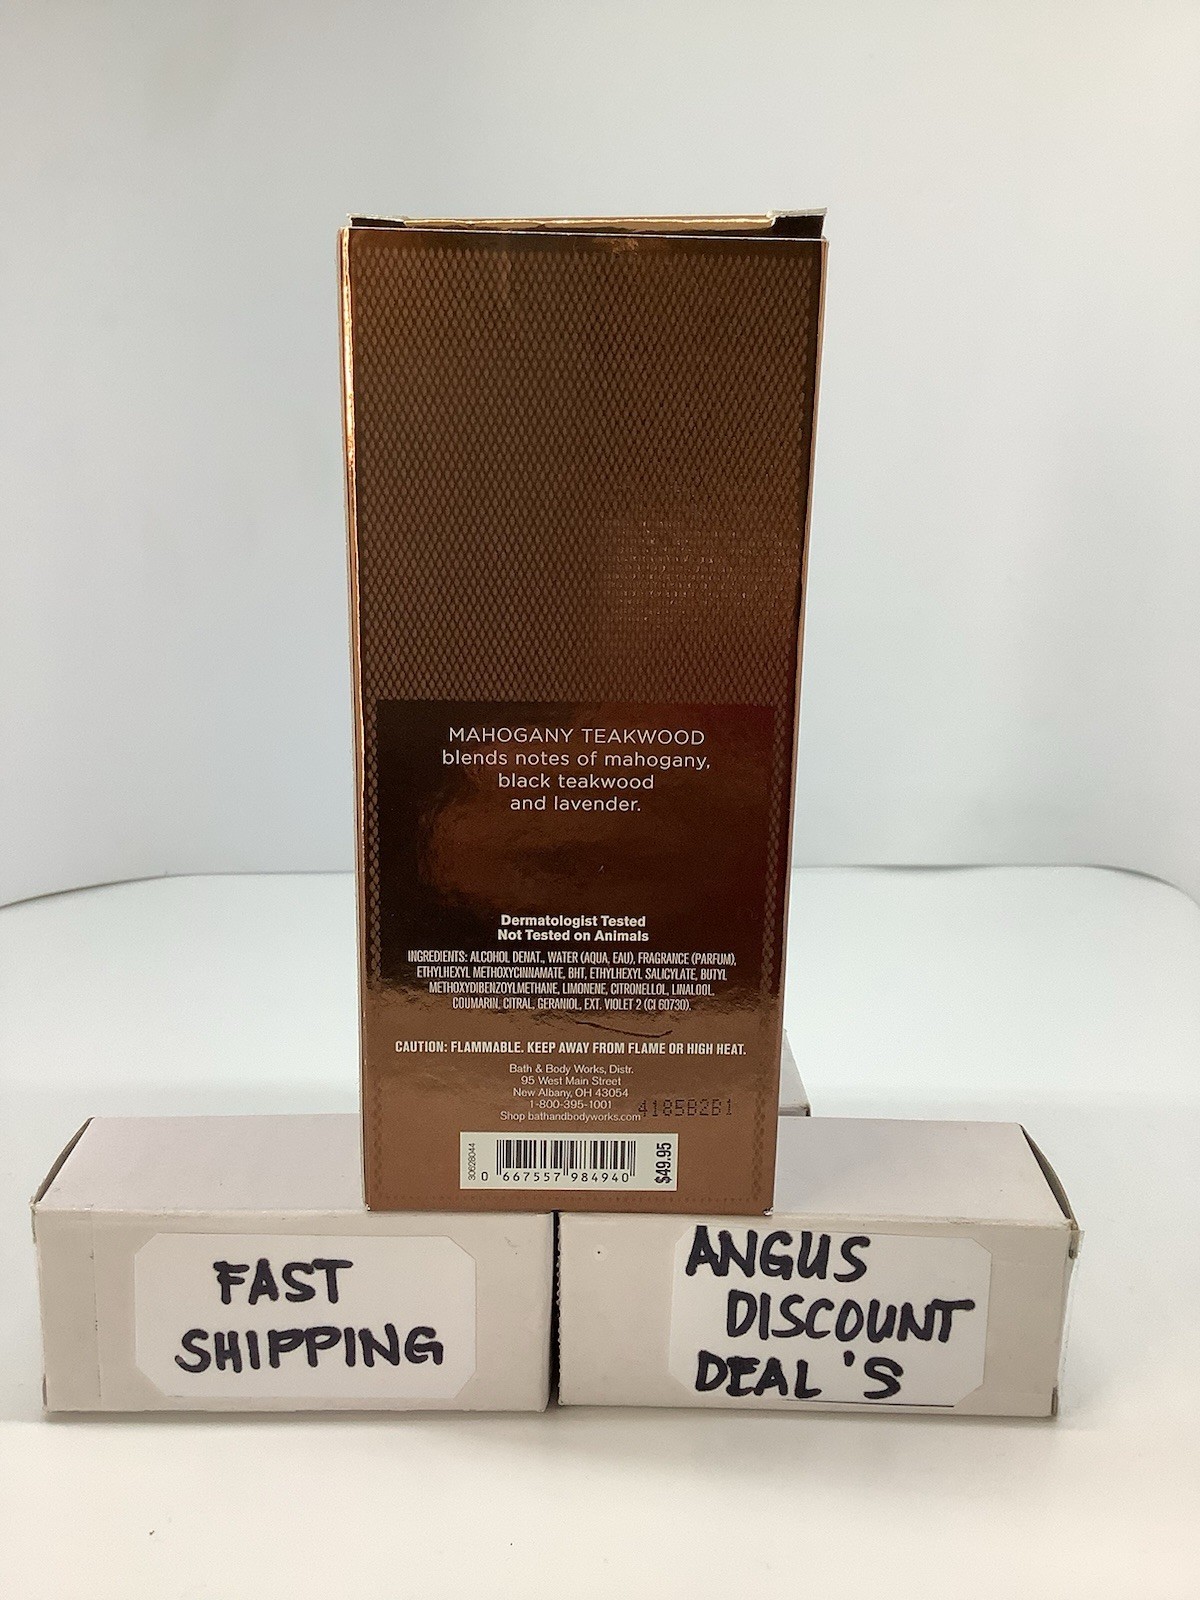 MAHOGANY TEAKWOOD
blends notes of mahogany,
black teakwood
and lavender.
Dermatologist Tested
Not Tested on Animals
INGREDIENTS: ALCOHOL DENAT., WATER (AQUA, EAU), FRAGRANCE (PARFUM),
ETHYLHEXYL METHOXYCINNAMATE, BHT, ETHYLHEXYL SALICYLATE, BUTYL
METHOXYDIBENZOYLMETHANE, LIMONENE, CITRONELLOL, LINALOOL,
COUMARIN, CITRAL, GERANIOL, EXT. VIOLET 2 (CI 60730).
CAUTION: FLAMMABLE. KEEP AWAY FROM FLAME OR HIGH HEAT.
Bath & Body Works, Distr.
95 West Main Street
New Albany, OH 43054
1-800-395-1001
Shop bathandbodyworks.com
4185B2B1
30628044
0 667557 984940
$49.95
FAST
SHIPPING
ANGUS
DISCOUNT
DEAL 'S